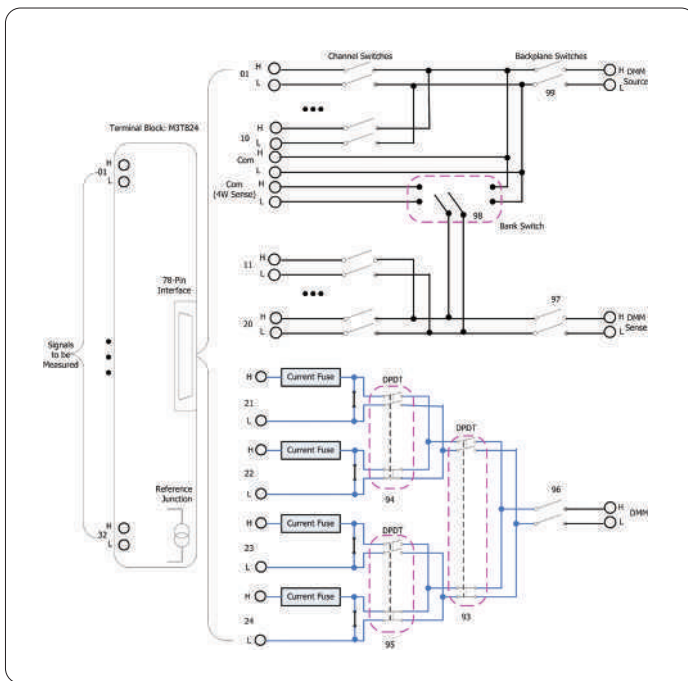 Channel Switches
Backplane Switches
H
01
L
H DMM
Source
L
99
Terminal Block: M3T824
H
10
L
H
Com
L
H
Com
(4W Sense)
L
98
Bank Switch
H
01
L
H
11
L
78-Pin
Interface
97
H
20
L
H DMM
Sense
L
Signals
to be
Measured
H
Current Fuse
DPDT
21
L
DPDT
H
Current Fuse
22
L
94
96
Reference
Junction
H
DMM
L
H
32
L
H
Current Fuse
DPDT
23
L
H
Current Fuse
24
L
93
95